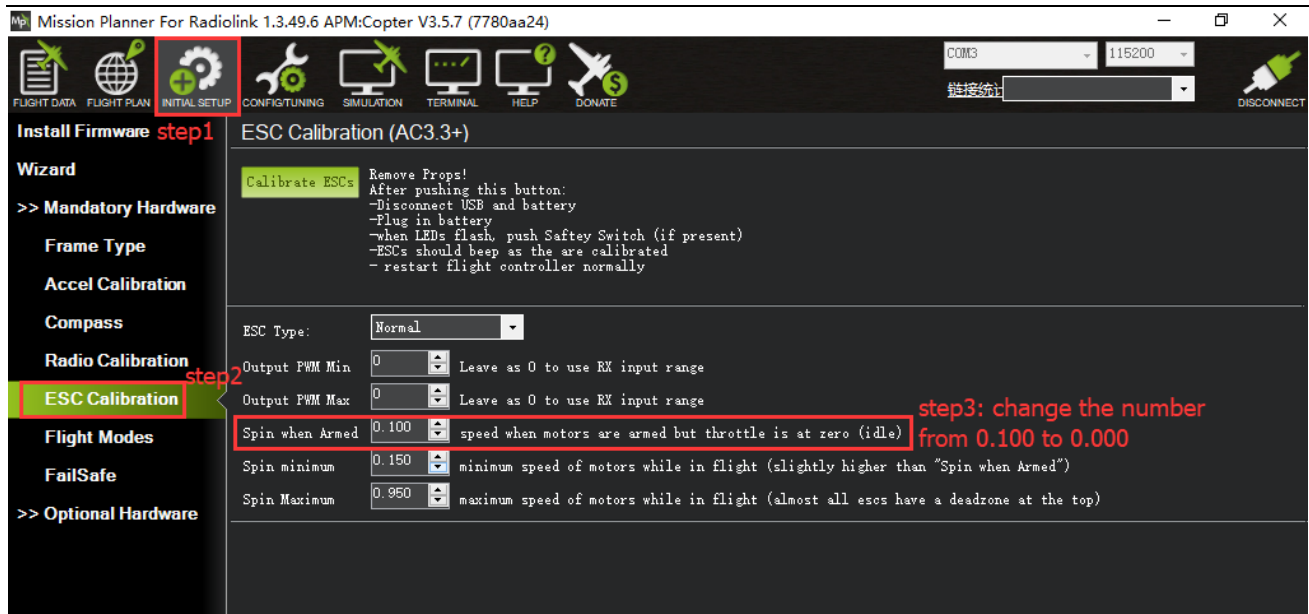 Mission Planner For Radiolink 1.3.49.6 APM:Copter V3.5.7 (7780aa24)
FLIGHT DATA FLIGHT PLAN INITIAL SETUP CONFIG/TUNING SIMULATION TERMINAL HELP DONATE
COM3 115200
链接统计
DISCONNECT
Install Firmware step1
ESC Calibration (AC3.3+)
Wizard
>> Mandatory Hardware
Frame Type
Accel Calibration
Compass
Radio Calibration
step2
ESC Calibration
Flight Modes
FailSafe
>> Optional Hardware
Calibrate ESCs
Remove Props!
After pushing this button:
-Disconnect USB and battery
-Plug in battery
-when LEDs flash, push Saftey Switch (if present)
-ESCs should beep as the are calibrated
- restart flight controller normally
ESC Type: Normal
Output PWM Min 0 Leave as 0 to use RX input range
Output PWM Max 0 Leave as 0 to use RX input range
Spin when Armed 0.100 speed when motors are armed but throttle is at zero (idle)
step3: change the number
from 0.100 to 0.000
Spin minimum 0.150 minimum speed of motors while in flight (slightly higher than "Spin when Armed")
Spin Maximum 0.950 maximum speed of motors while in flight (almost all escs have a deadzone at the top)